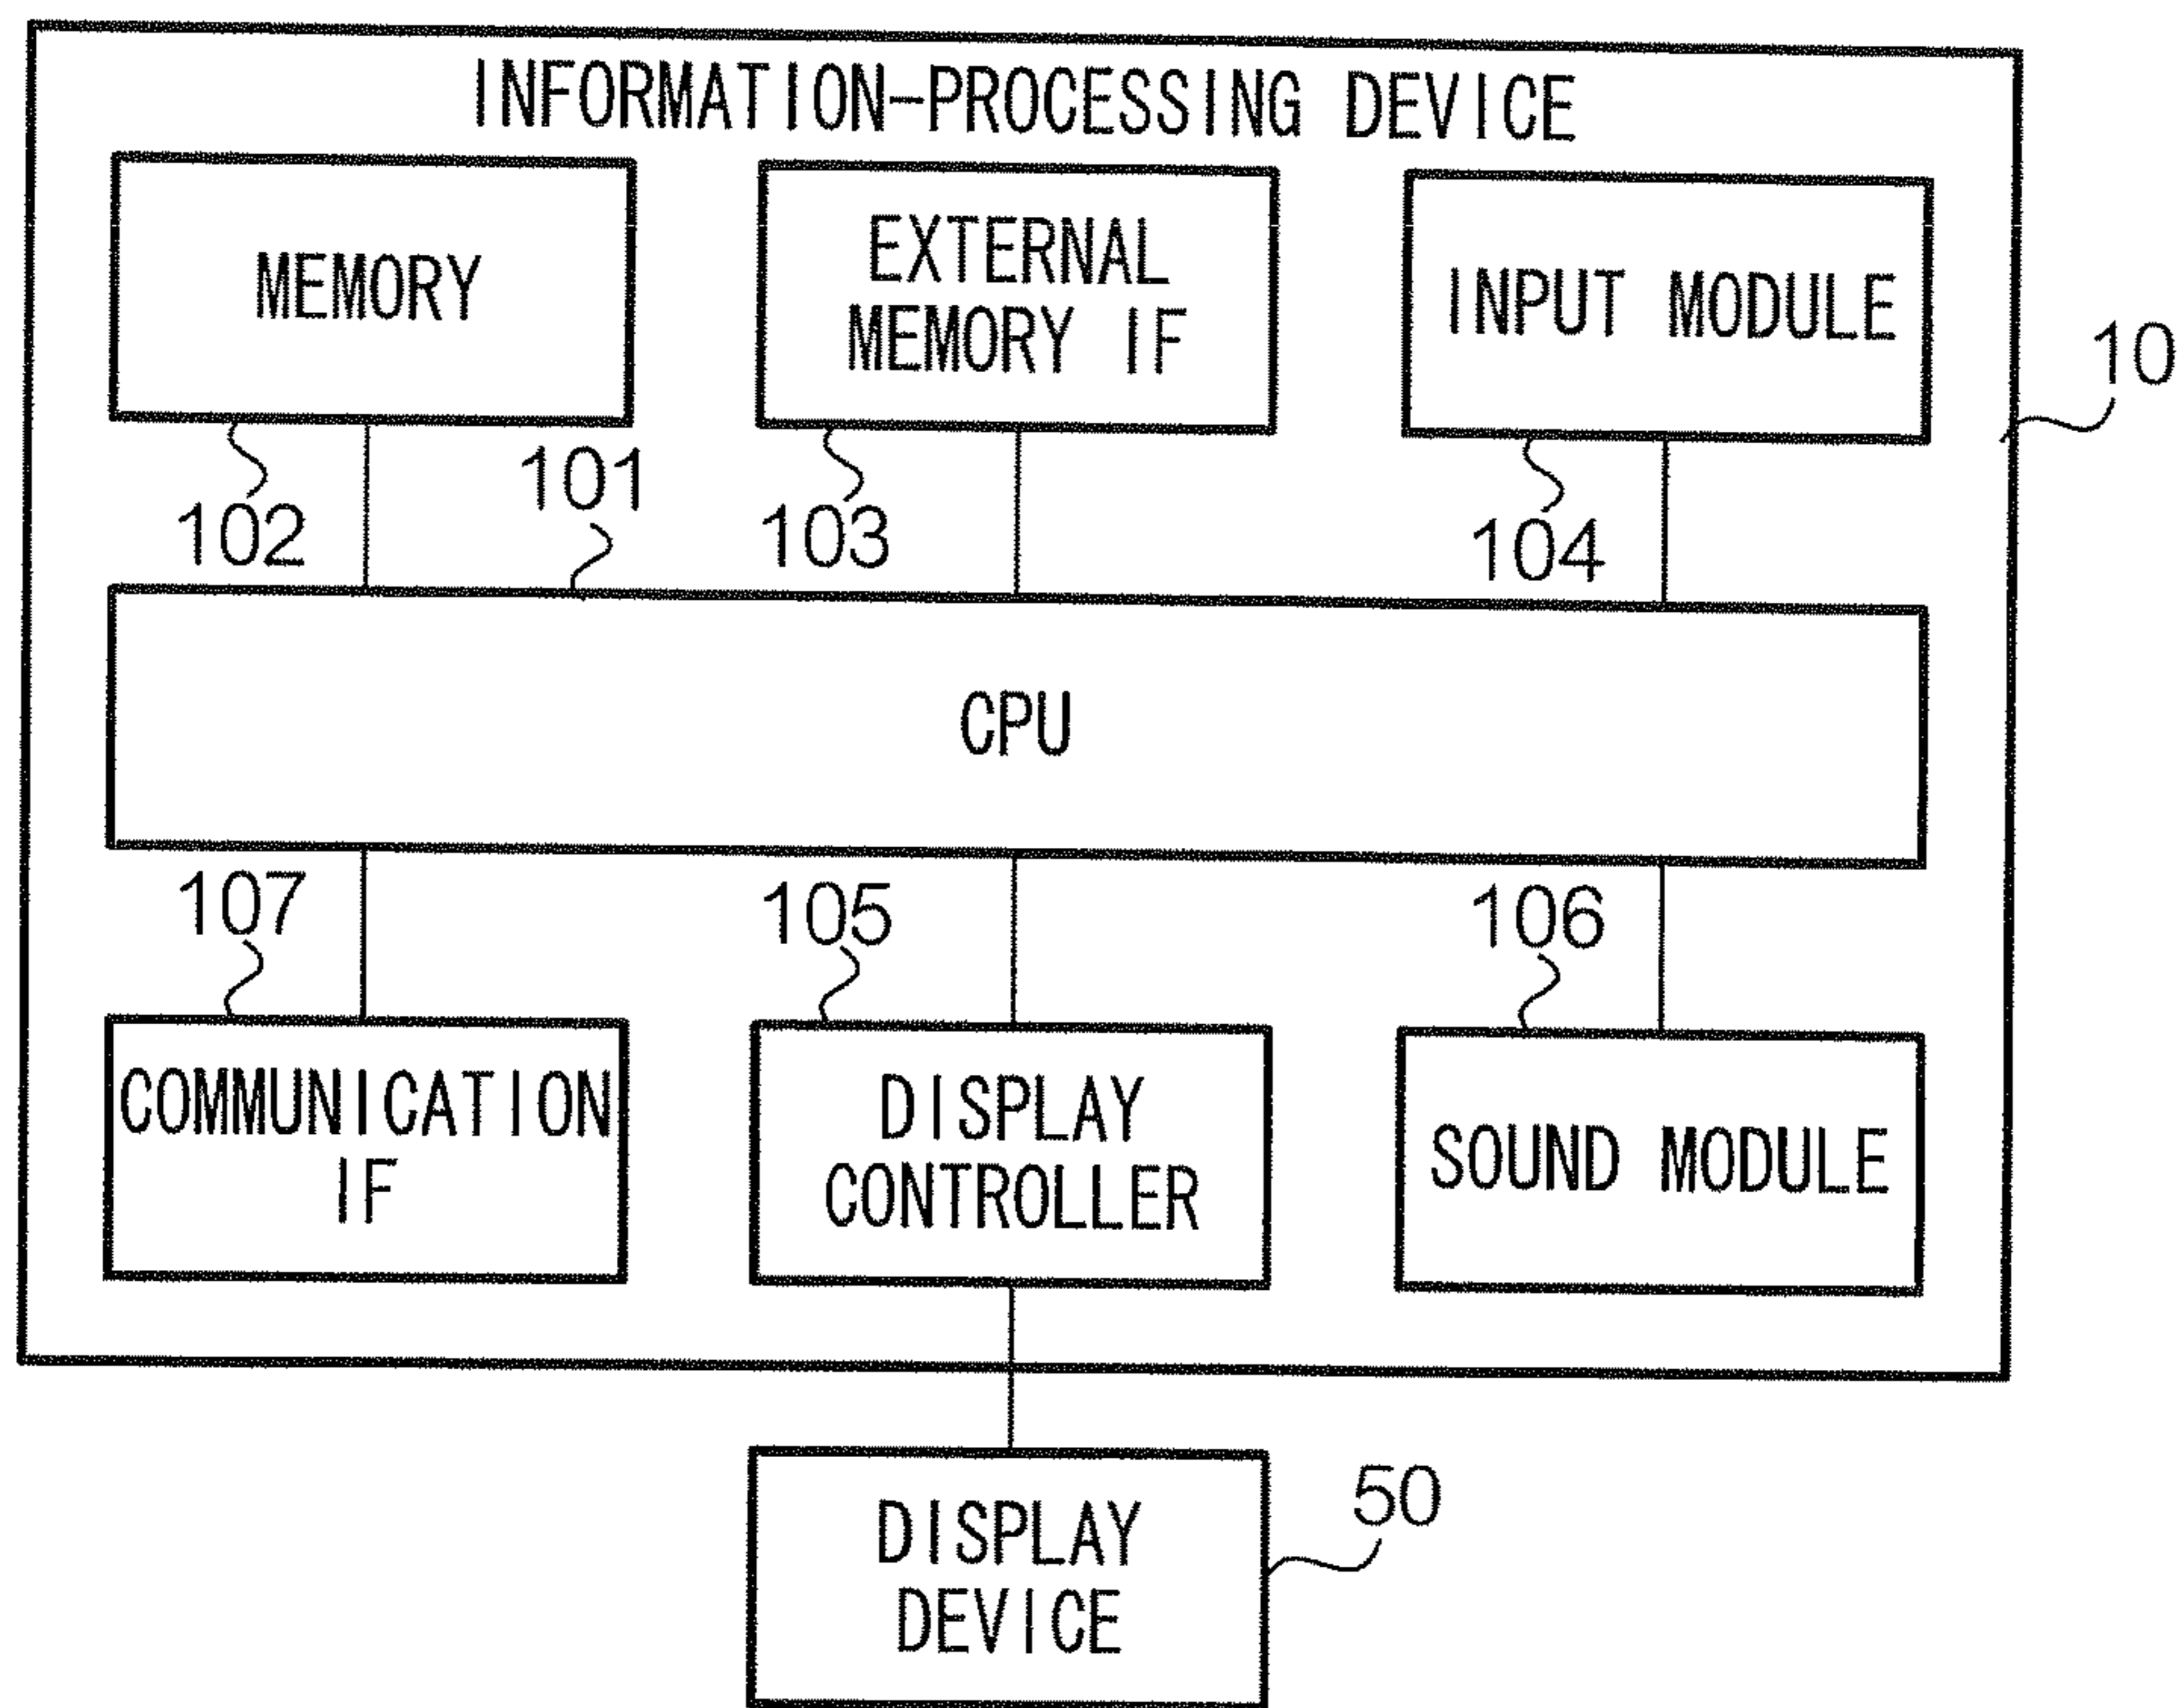 INFORMATION-PROCESSING DEVICE
MEMORY
EXTERNAL
MEMORY IF
INPUT MODULE
10
102
101
103
104
CPU
107
105
106
COMMUNICATION
IF
DISPLAY
CONTROLLER
SOUND MODULE
DISPLAY
DEVICE
50